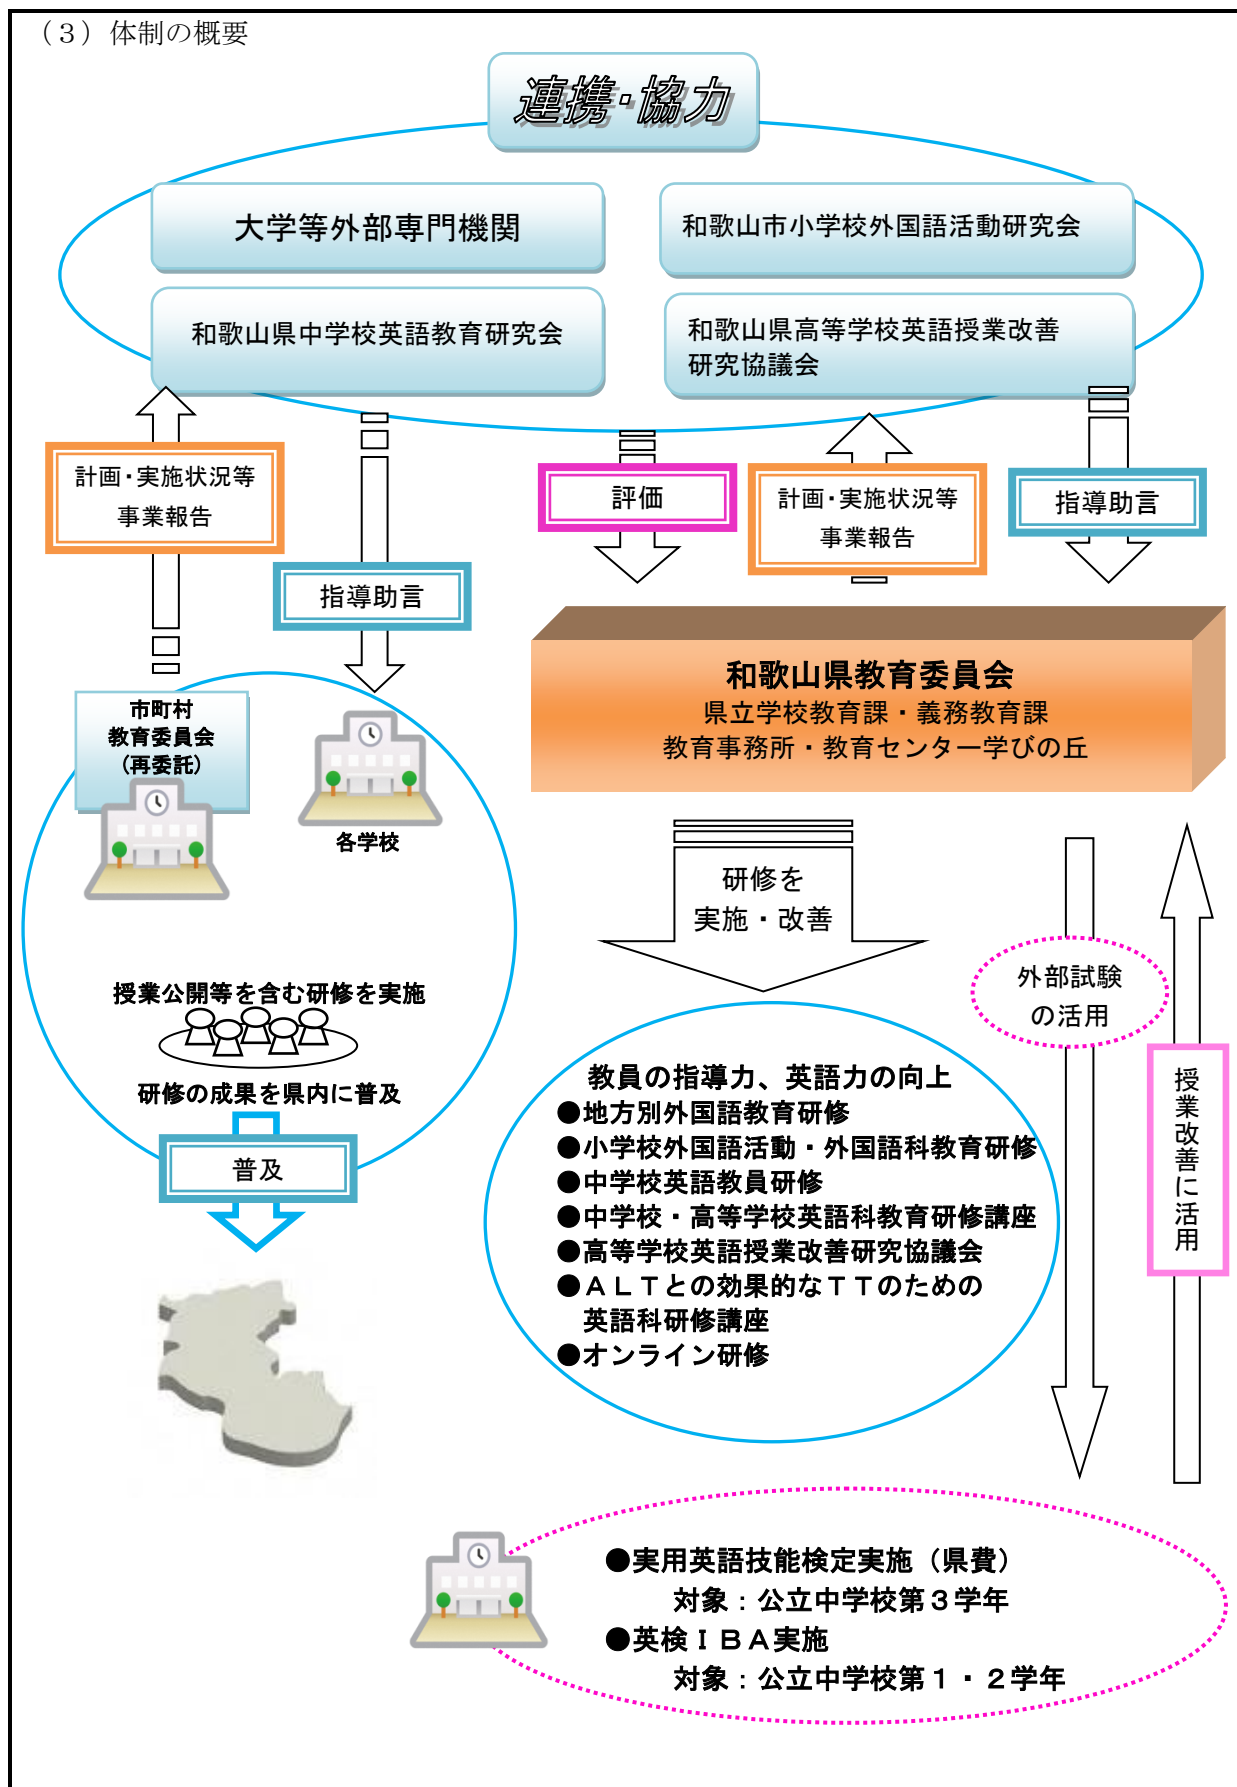 （３）体制の概要
連携・協力
大学等外部専門機関
和歌山市小学校外国語活動研究会
和歌山県中学校英語教育研究会
和歌山県高等学校英語授業改善
研究協議会
計画・実施状況等
事業報告
指導助言
評価
計画・実施状況等
事業報告
指導助言
市町村
教育委員会
（再委託）
各学校
授業公開等を含む研修を実施
研修の成果を県内に普及
普及
和歌山県教育委員会
県立学校教育課・義務教育課
教育事務所・教育センター学びの丘
研修を
実施・改善
外部試験
の活用
授業改善に活用
教員の指導力、英語力の向上
●地方別外国語教育研修
●小学校外国語活動・外国語科教育研修
●中学校英語教員研修
●中学校・高等学校英語科教育研修講座
●高等学校英語授業改善研究協議会
●ＡＬＴとの効果的なＴＴのための
英語科研修講座
●オンライン研修
●実用英語技能検定実施（県費）
対象：公立中学校第３学年
●英検ＩＢＡ実施
対象：公立中学校第１・２学年